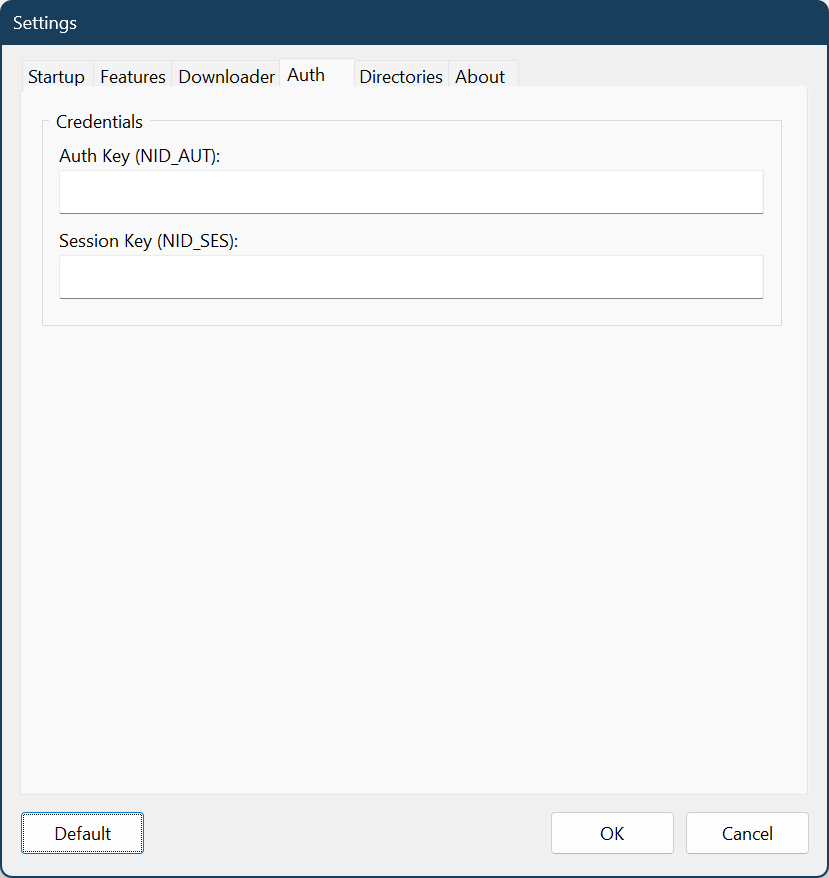 Settings
Startup Features Downloader Auth Directories About
Credentials
Auth Key (NID_AUT):
Session Key (NID_SES):
Default OK Cancel